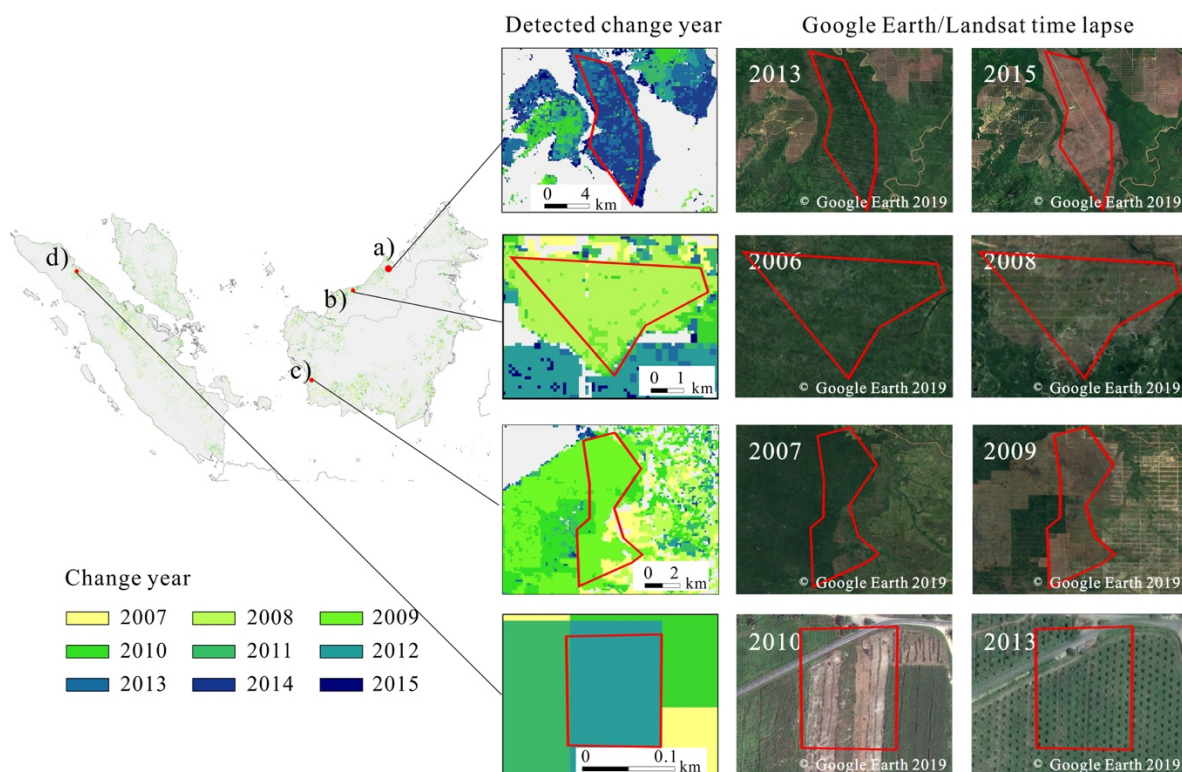 Detected change year
Google Earth/Landsat time lapse
a)
b)
c)
d)
0 4
km
2013
© Google Earth 2019
2015
© Google Earth 2019
0 1
km
2006
© Google Earth 2019
2008
© Google Earth 2019
0 2
km
2007
© Google Earth 2019
2009
© Google Earth 2019
0 0.1
km
2010
© Google Earth 2019
2013
© Google Earth 2019
Change year
2007 2008 2009
2010 2011 2012
2013 2014 2015